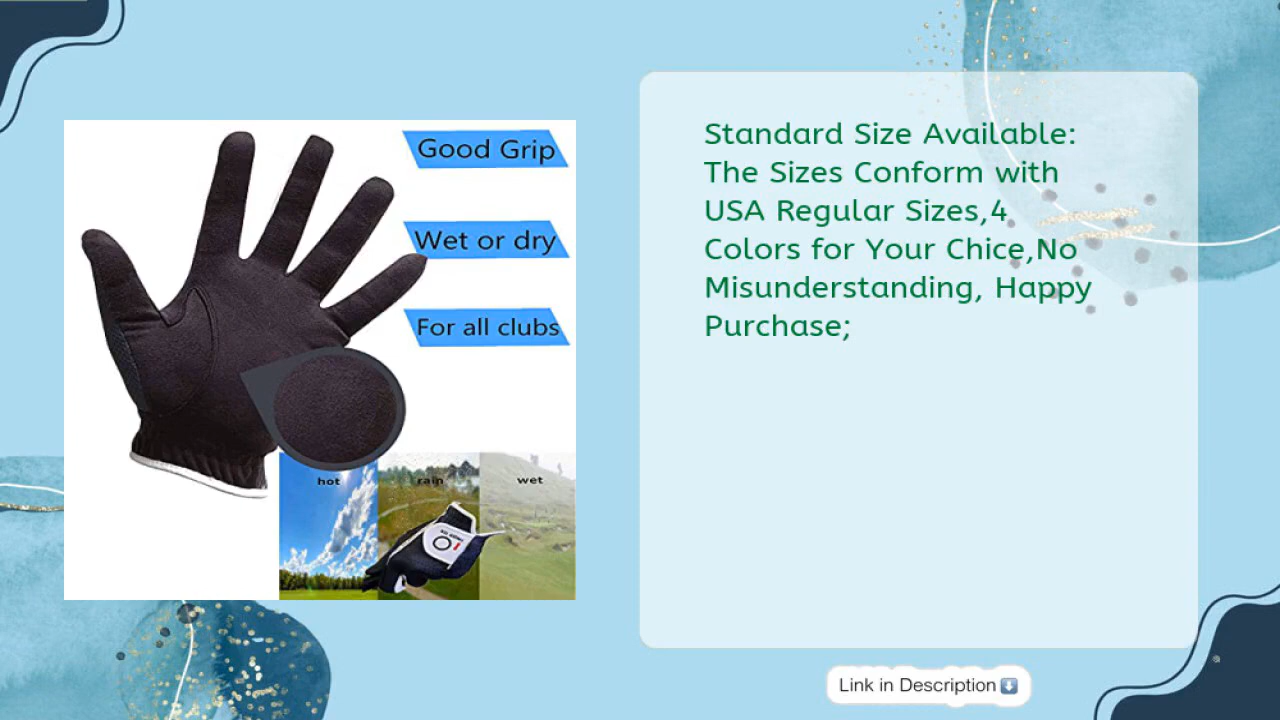 Good Grip
Wet or dry
For all clubs
hot
rain
wet
Standard Size Available:
The Sizes Conform with
USA Regular Sizes,4
Colors for Your Chice,No
Misunderstanding, Happy
Purchase;
Link in Description